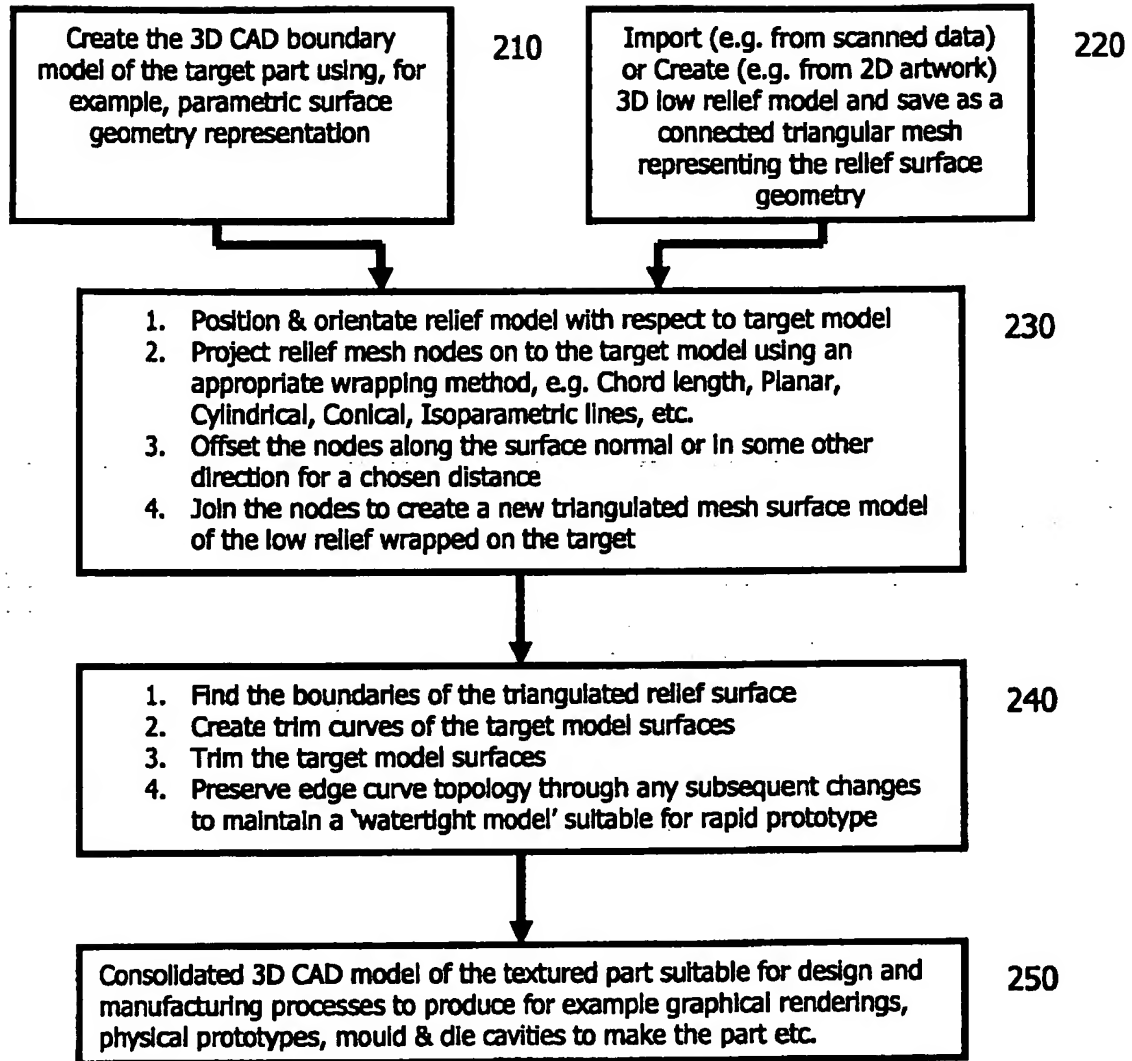 Create the 3D CAD boundary
model of the target part using, for
example, parametric surface
geometry representation
210
Import (e.g. from scanned data)
or Create (e.g. from 2D artwork)
3D low relief model and save as a
connected triangular mesh
representing the relief surface
geometry
220
1. Position & orientate relief model with respect to target model
2. Project relief mesh nodes on to the target model using an
appropriate wrapping method, e.g. Chord length, Planar,
Cylindrical, Conical, Isoparametric lines, etc.
3. Offset the nodes along the surface normal or in some other
direction for a chosen distance
4. Join the nodes to create a new triangulated mesh surface model
of the low relief wrapped on the target
230
1. Find the boundaries of the triangulated relief surface
2. Create trim curves of the target model surfaces
3. Trim the target model surfaces
4. Preserve edge curve topology through any subsequent changes
to maintain a 'watertight model' suitable for rapid prototype
240
Consolidated 3D CAD model of the textured part suitable for design and
manufacturing processes to produce for example graphical renderings,
physical prototypes, mould & die cavities to make the part etc.
250